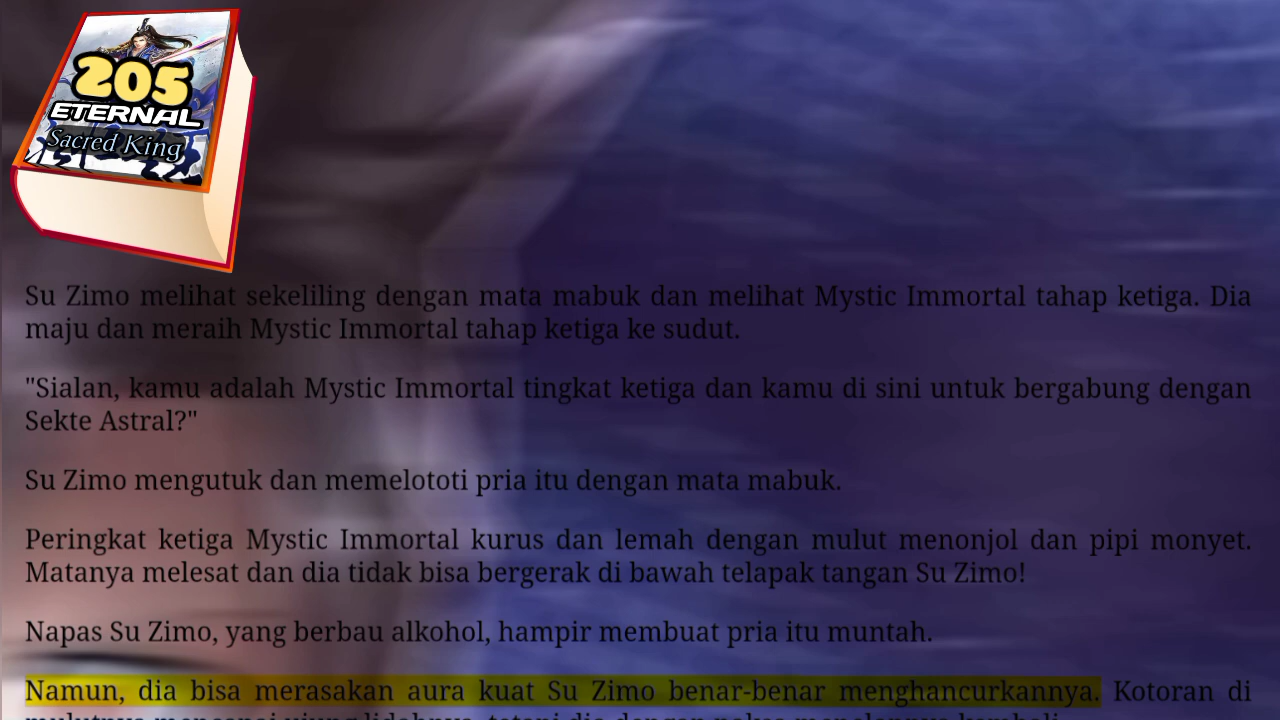 205
ETERNAL
Sacred King
Su Zimo melihat sekeliling dengan mata mabuk dan melihat Mystic Immortal tahap ketiga. Dia
maju dan meraih Mystic Immortal tahap ketiga ke sudut.
"Sialan, kamu adalah Mystic Immortal tingkat ketiga dan kamu di sini untuk bergabung dengan
Sekte Astral?"
Su Zimo mengutuk dan memelototi pria itu dengan mata mabuk.
Peringkat ketiga Mystic Immortal kurus dan lemah dengan mulut menonjol dan pipi monyet.
Matanya melesat dan dia tidak bisa bergerak di bawah telapak tangan Su Zimo!
Napas Su Zimo, yang berbau alkohol, hampir membuat pria itu muntah.
Namun, dia bisa merasakan aura kuat Su Zimo benar-benar menghancurkannya. Kotoran di